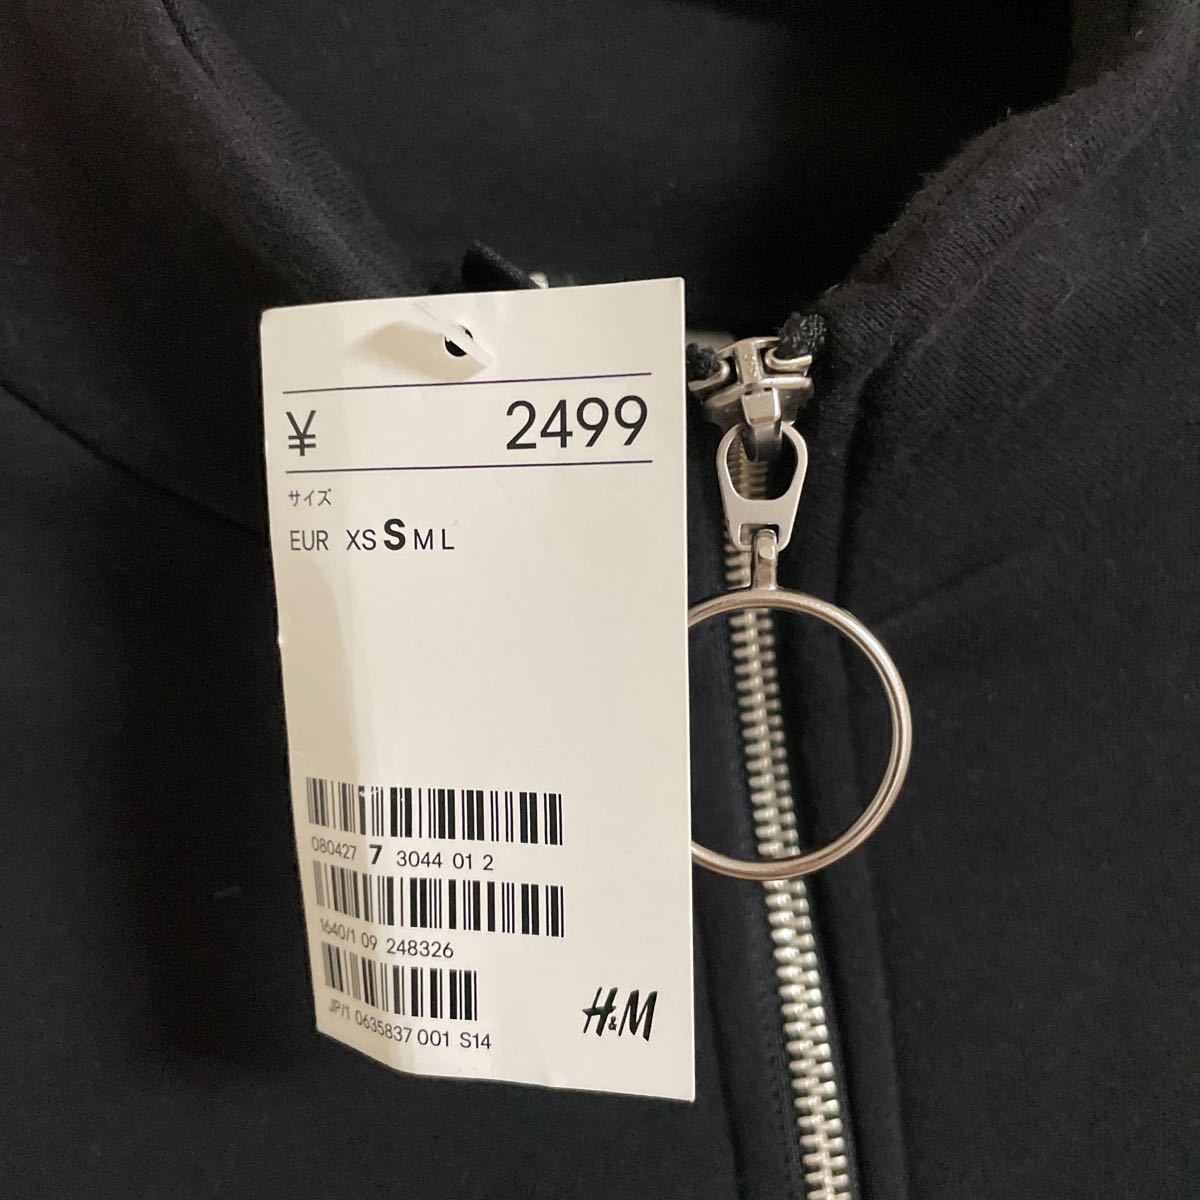 ¥ 2499
サイズ
EUR XS S M L
080427 7 3044 01 2
1640/1 09 248326
JP/1 0635837 001 S14
H&M